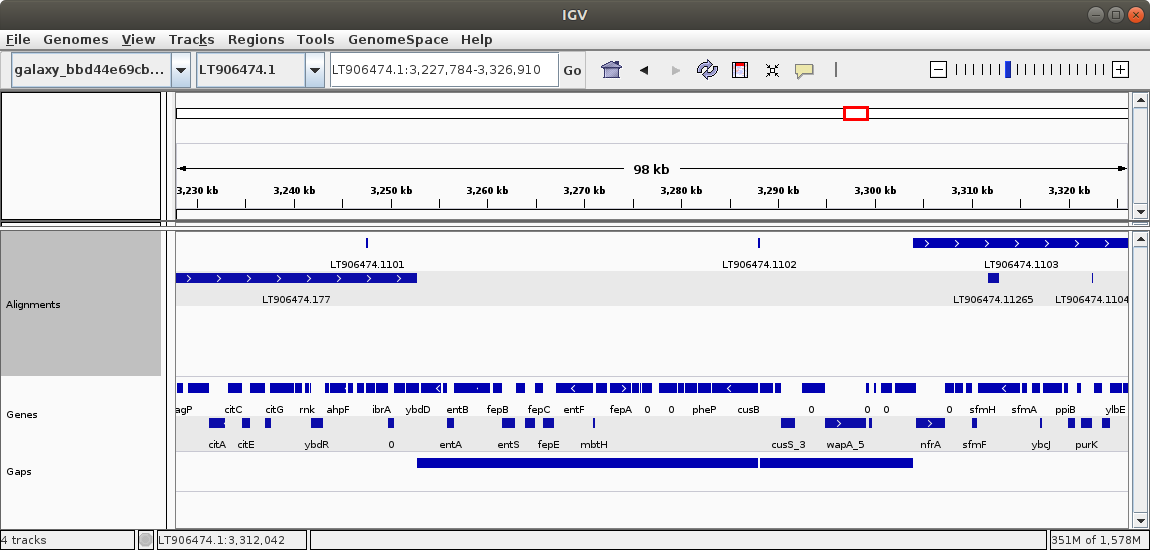 IGV
File Genomes View Tracks Regions Tools GenomeSpace Help
galaxy_bbd44e69cb... LT906474.1 LT906474.1:3,227,784-3,326,910 Go
98 kb
3,230 kb 3,240 kb 3,250 kb 3,260 kb 3,270 kb 3,280 kb 3,290 kb 3,300 kb 3,310 kb 3,320 kb
LT906474.1101 LT906474.1102 LT906474.1103
LT906474.177 LT906474.11265 LT906474.1104
Alignments
agP citC citG rnk ahpF ibrA ybdD entB fepB fepC entF fepA 0 0 pheP cusB 0 0 0 0 sfmH sfmA ppiB ylbE
Genes
citA citE ybdR 0 entA entS fepE mbtH cusS_3 wapA_5 nfrA sfmF ybcJ purK
Gaps
4 tracks LT906474.1:3,312,042 351M of 1,578M